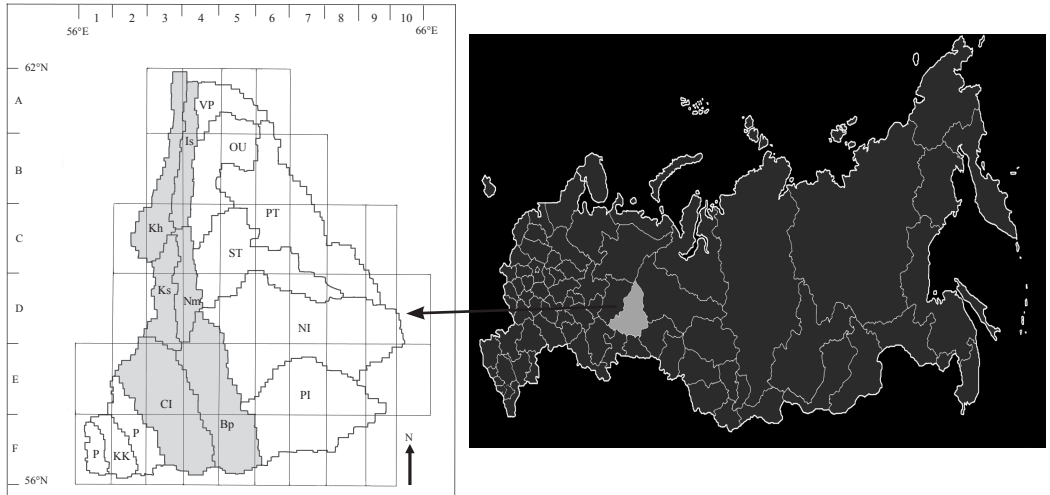 1 2 3 4 5 6 7 8 9 10
56°E 66°E
62°N
A
VP
Is
OU
B
PT
Kh
C
ST
Ks
Nm
D
NI
E
PI
CI
Bp
P
P
KK
N
F
56°N